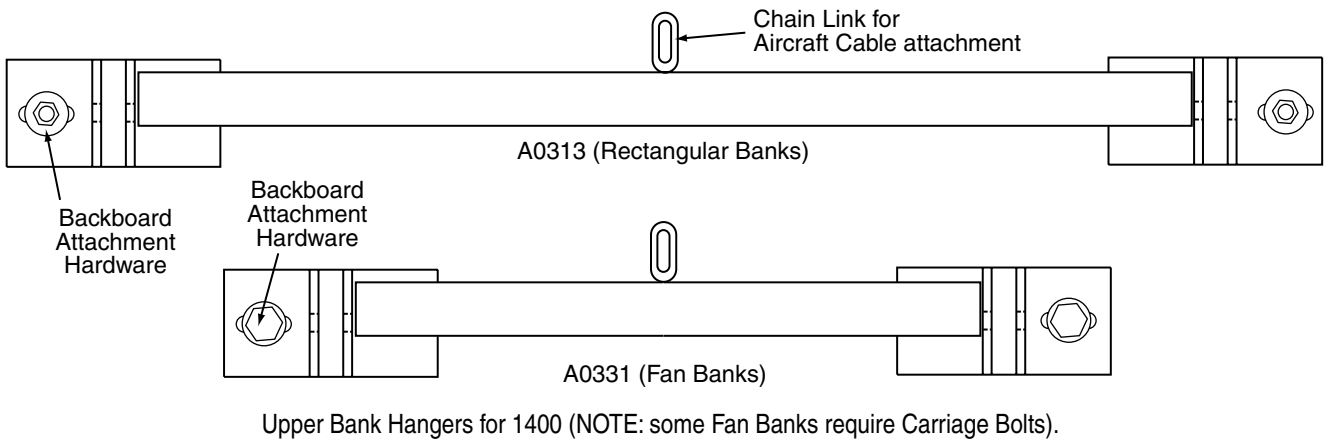 Chain Link for
Aircraft Cable attachment
A0313 (Rectangular Banks)
Backboard
Attachment
Hardware
Backboard
Attachment
Hardware
A0331 (Fan Banks)
Upper Bank Hangers for 1400 (NOTE: some Fan Banks require Carriage Bolts).